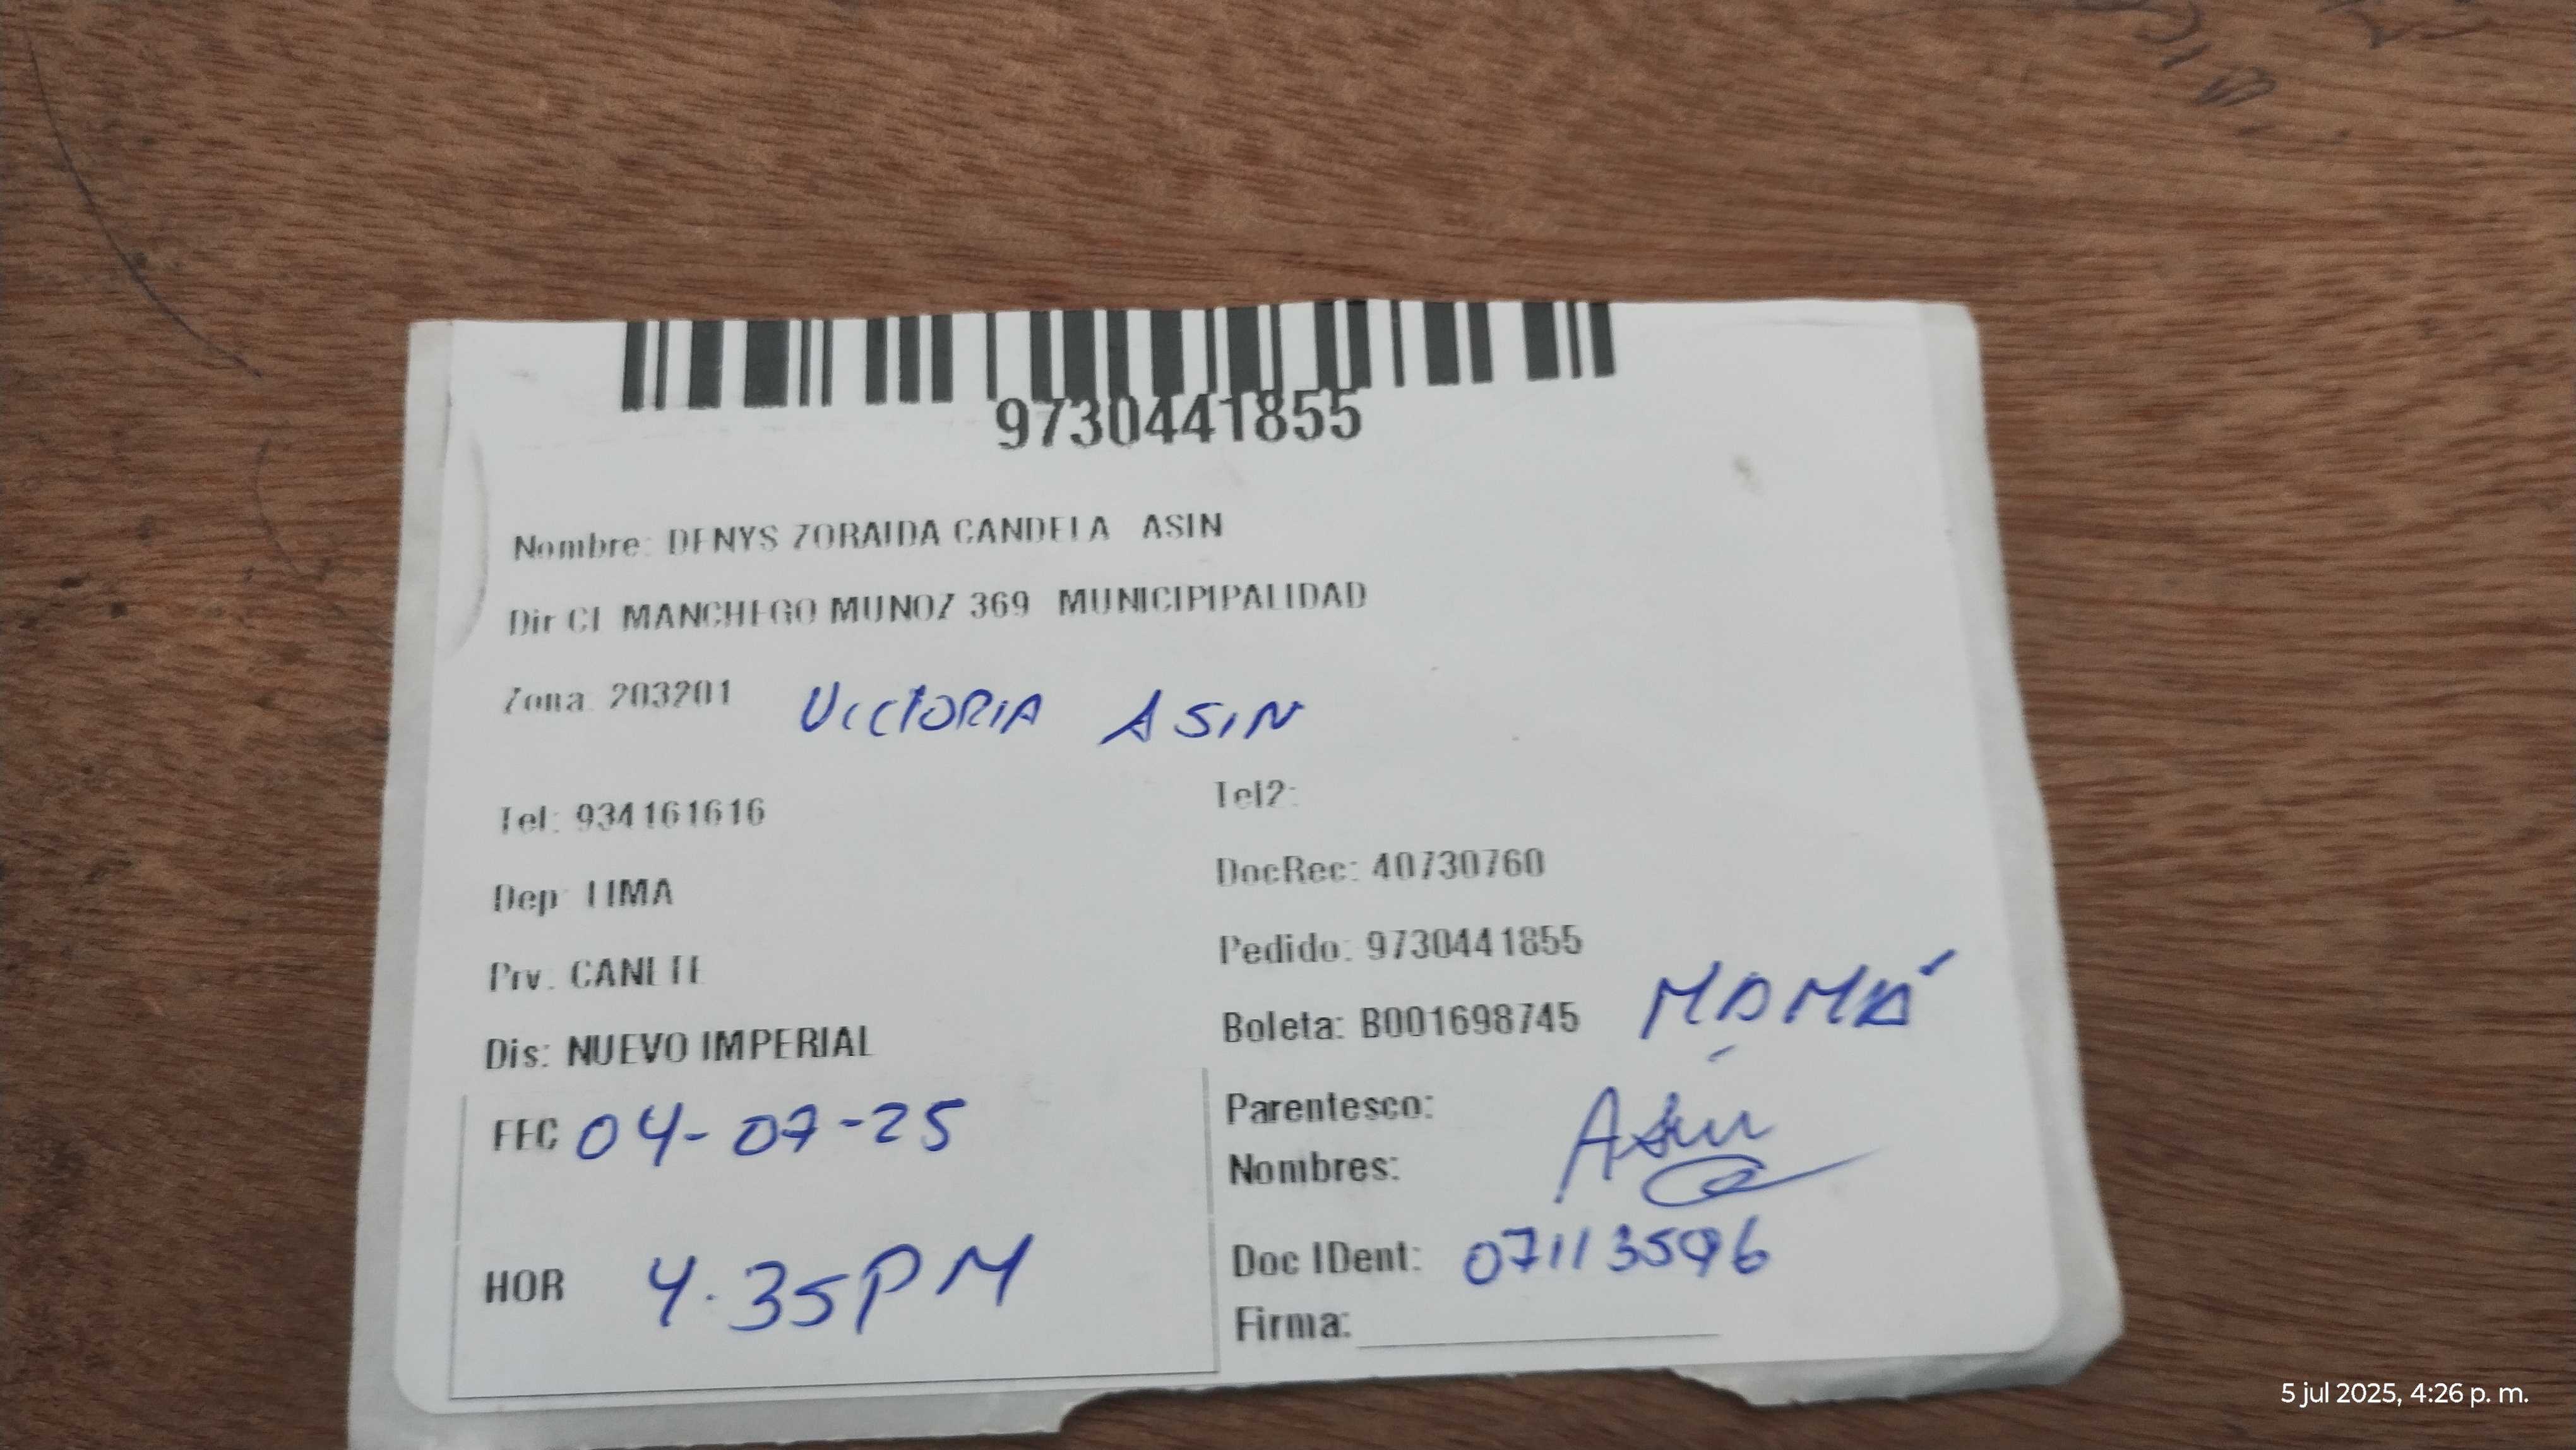 9730441855
Nombre: DENYS ZORAIDA CANDELA ASIN
Dir CL MANCHEGO MUNOZ 369 MUNICIPIPALIDAD
Zona 203201 VICTORIA ASIN
Tel: 934161616 Tel2:
Dep: LIMA DocRec: 40730760
Prv. CANETE Pedido: 9730441855
Dis: NUEVO IMPERIAL Boleta: B001698745 MAMÁ
FEC 04-07-25 Parentesco:
Nombres: Asin
HOR 4.35PM Doc IDent: 07113596
Firma:
5 jul 2025, 4:26 p. m.